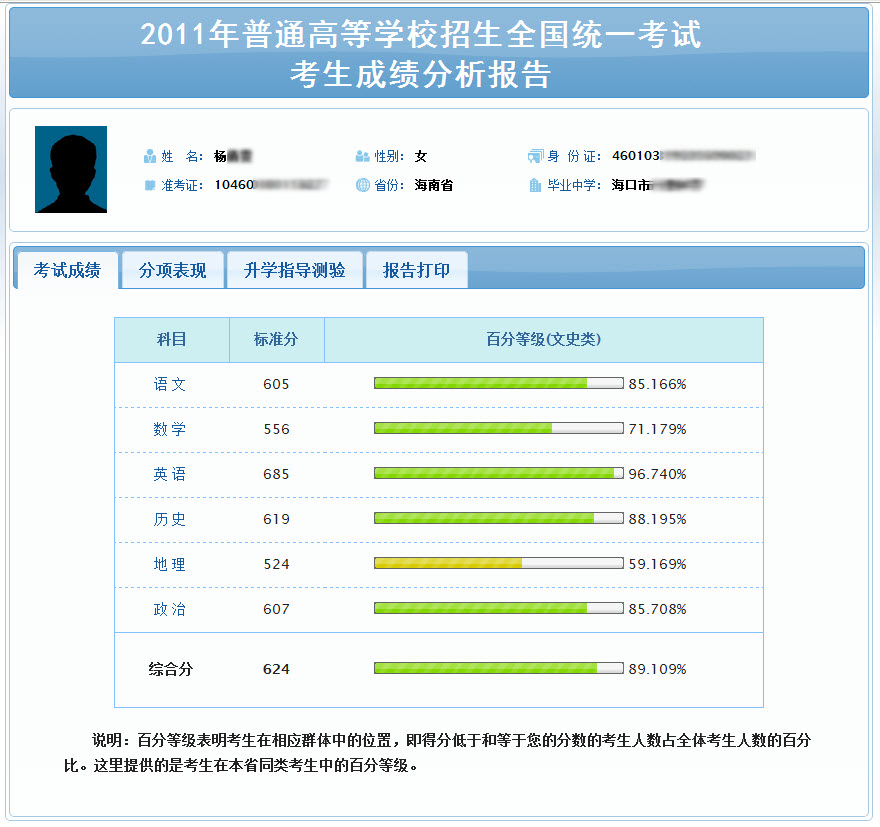 2011年普通高等学校招生全国统一考试
考生成绩分析报告
姓 名： 杨 性别： 女 身 份 证： 460103
准考证： 10460 省份： 海南省 毕业中学： 海口市
考试成绩 分项表现 升学指导测验 报告打印
科目 标准分 百分等级(文史类)
语 文 605 85.166%
数 学 556 71.179%
英 语 685 96.740%
历 史 619 88.195%
地 理 524 59.169%
政 治 607 85.708%
综合分 624 89.109%
说明：百分等级表明考生在相应群体中的位置，即得分低于和等于您的分数的考生人数占全体考生人数的百分
比。这里提供的是考生在本省同类考生中的百分等级。